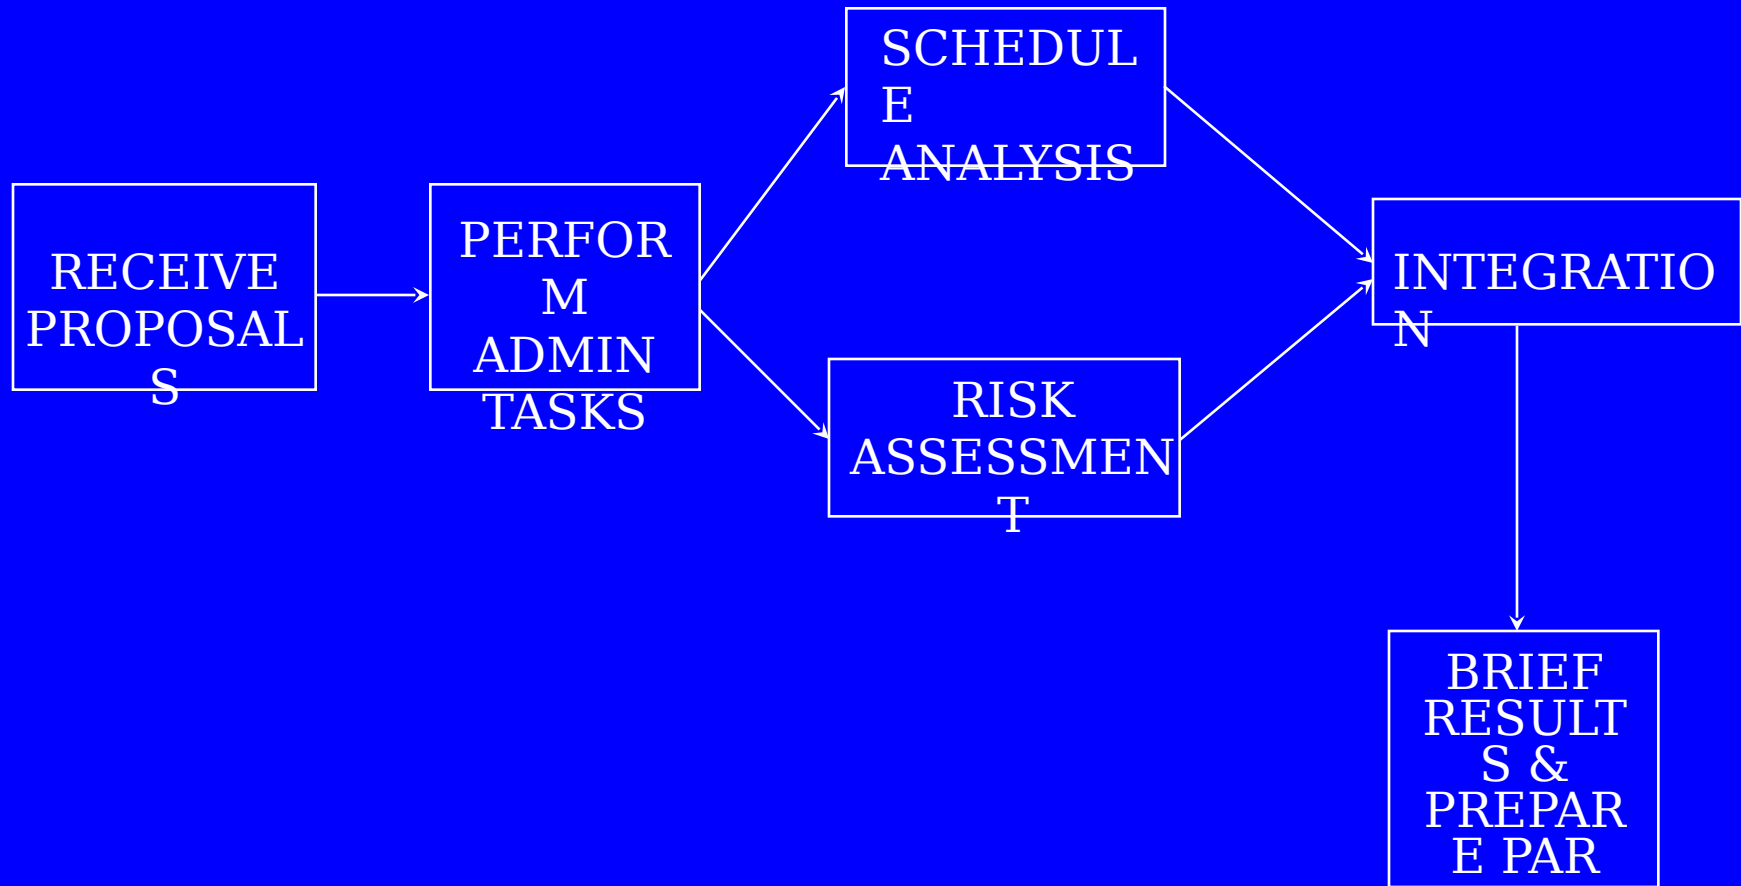 RECEIVE
PROPOSAL
S
PERFOR
M
ADMIN
TASKS
SCHEDUL
E
ANALYSIS
RISK
ASSESSMEN
T
INTEGRATIO
N
BRIEF
RESULT
S &
PREPAR
E PAR